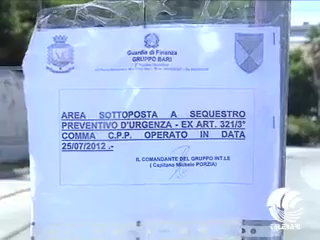 Guardia di Finanza
GRUPPO BARI
AREA SOTTOPOSTA A SEQUESTRO
PREVENTIVO D'URGENZA - EX ART. 321/3°
COMMA C.P.P. OPERATO IN DATA
25/07/2012 .-
IL COMANDANTE DEL GRUPPO INT.LE
( Capitano Michele PORZIA)